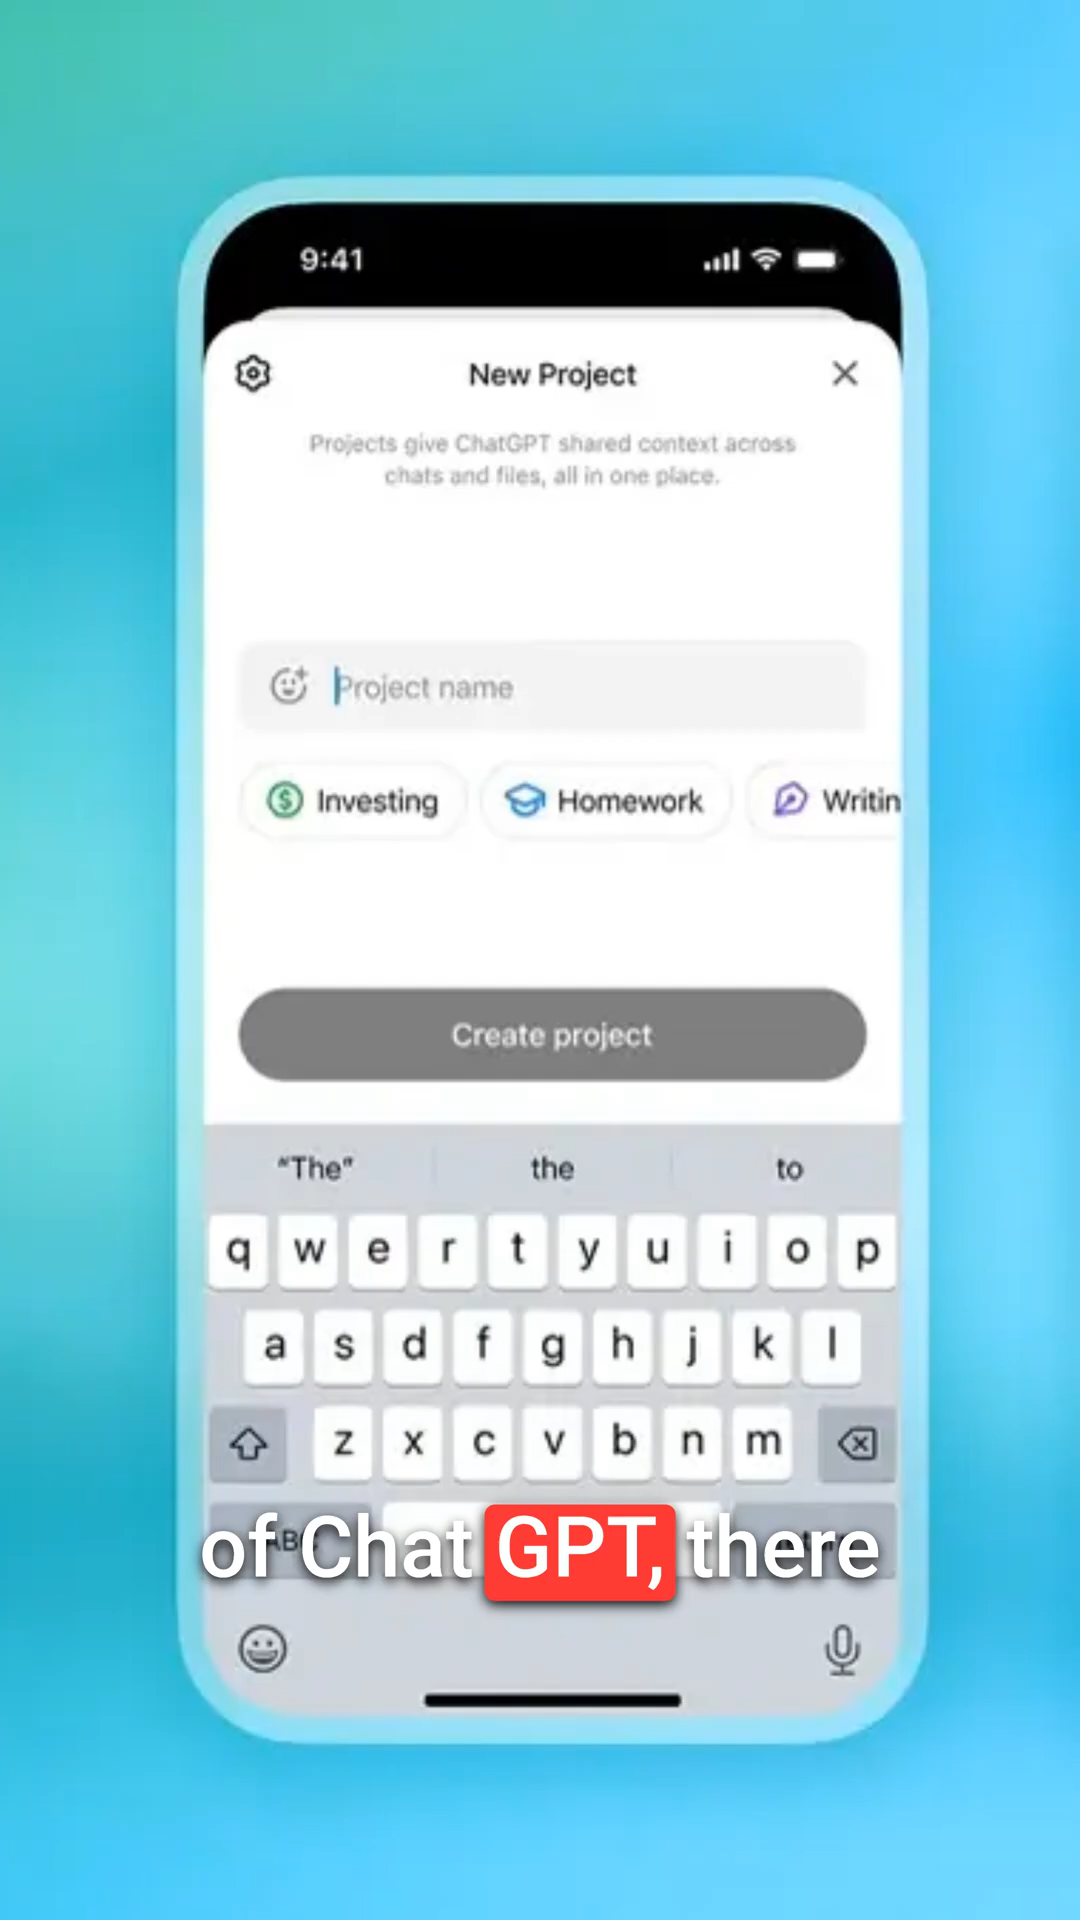 9:41
New Project
Projects give ChatGPT shared context across
chats and files, all in one place.
Project name
Investing
Homework
Writin
Create project
“The” the to
q w e r t y u i o p
a s d f g h j k l
z x c v b n m
of Chat GPT, there